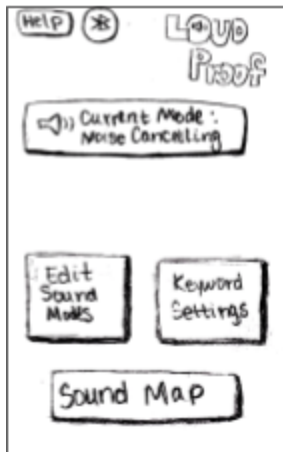 Help
LOUD
PROOF
Current Mode:
Noise Cancelling
Edit
Sound
Modes
Keyword
Settings
Sound Map